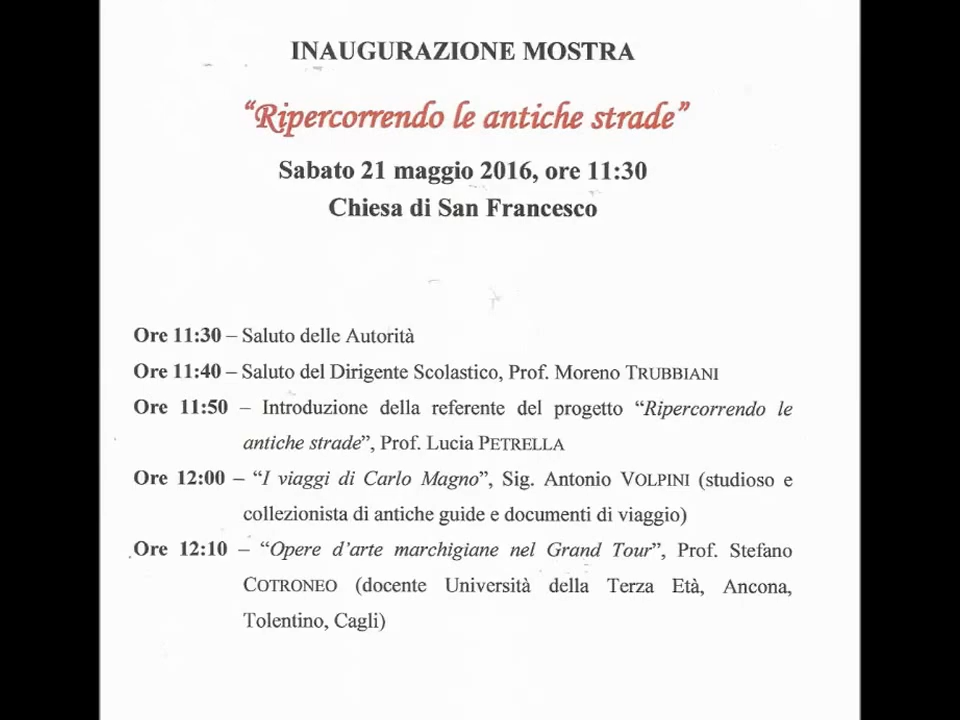 INAUGURAZIONE MOSTRA
“Ripercorrendo le antiche strade”
Sabato 21 maggio 2016, ore 11:30
Chiesa di San Francesco
Ore 11:30 – Saluto delle Autorità
Ore 11:40 – Saluto del Dirigente Scolastico, Prof. Moreno TRUBBIANI
Ore 11:50 – Introduzione della referente del progetto “Ripercorrendo le
antiche strade”, Prof. Lucia PETRELLA
Ore 12:00 – “I viaggi di Carlo Magno”, Sig. Antonio VOLPINI (studioso e
collezionista di antiche guide e documenti di viaggio)
Ore 12:10 – “Opere d’arte marchigiane nel Grand Tour”, Prof. Stefano
COTRONEO (docente Università della Terza Età, Ancona,
Tolentino, Cagli)